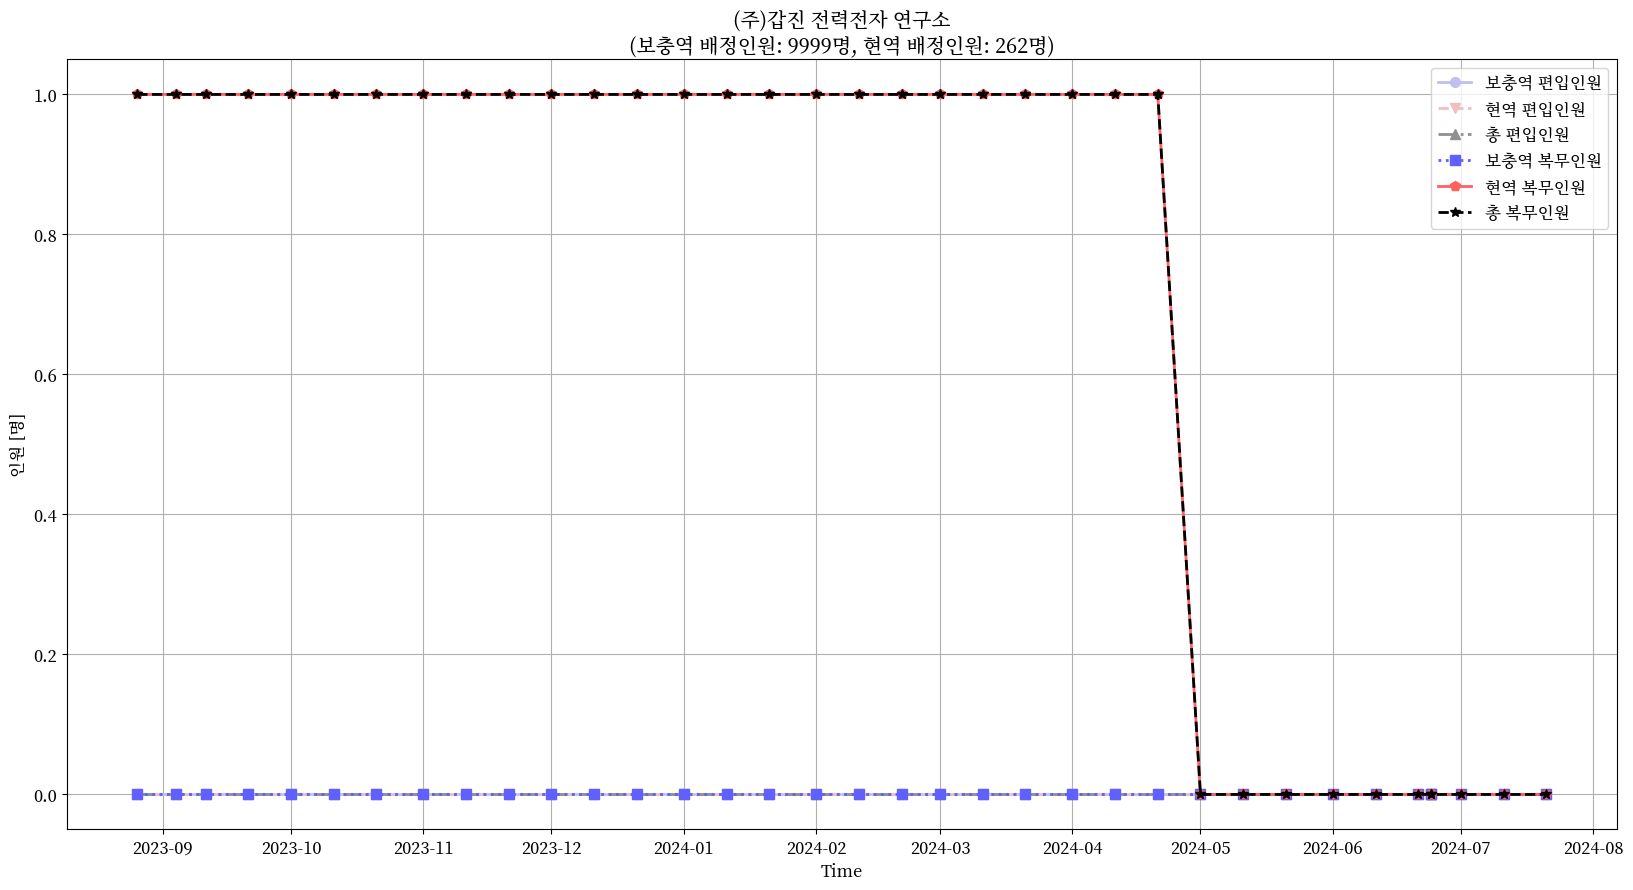 (주)갑진 전력전자 연구소
(보충역 배정인원: 9999명, 현역 배정인원: 262명)
보충역 편입인원
현역 편입인원
총 편입인원
보충역 복무인원
현역 복무인원
총 복무인원
인원 [명]
1.0
0.8
0.6
0.4
0.2
0.0
2023-09 2023-10 2023-11 2023-12 2024-01 2024-02 2024-03 2024-04 2024-05 2024-06 2024-07 2024-08
Time